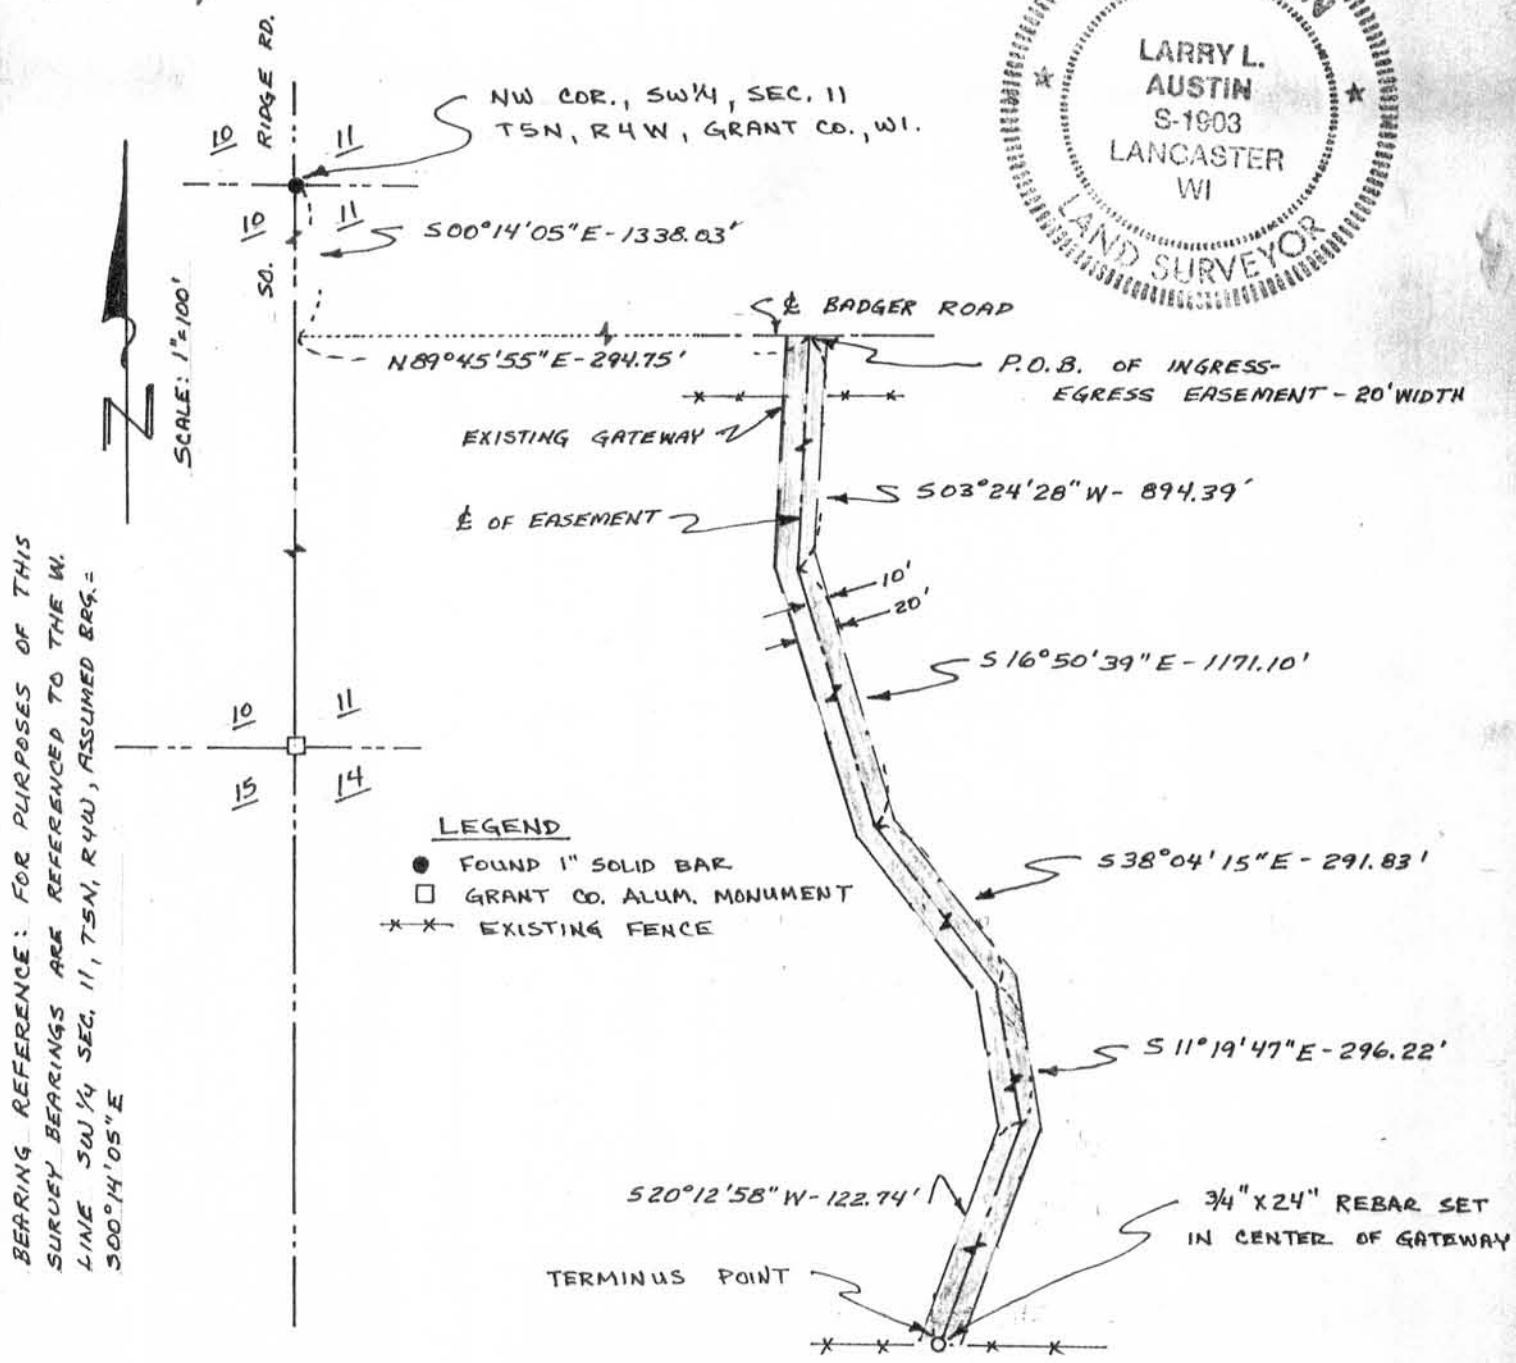 RIDGE RD.
SO.
10
11
NW COR., SW¼, SEC. 11
T5N, R4W, GRANT CO., WI.
LARRY L.
AUSTIN
S-1903
LANCASTER
WI
LAND SURVEYOR
10
11
S00°14'05"E-1338.03'
SCALE: 1"=100'
N
℄ BADGER ROAD
N89°45'55"E-294.75'
P.O.B. OF INGRESS-
EGRESS EASEMENT - 20' WIDTH
EXISTING GATEWAY
S03°24'28"W- 894.39'
℄ OF EASEMENT
10'
20'
S16°50'39"E-1171.10'
10
11
15
14
LEGEND
FOUND 1" SOLID BAR
GRANT CO. ALUM. MONUMENT
EXISTING FENCE
S38°04'15"E-291.83'
S11°19'47"E-296.22'
S20°12'58"W-122.74'
3/4"X24" REBAR SET
IN CENTER OF GATEWAY
TERMINUS POINT
BEARING REFERENCE: FOR PURPOSES OF THIS
SURVEY BEARINGS ARE REFERENCED TO THE W.
LINE SW¼ SEC. 11, T5N, R4W, ASSUMED BRG.=
S00°14'05"E